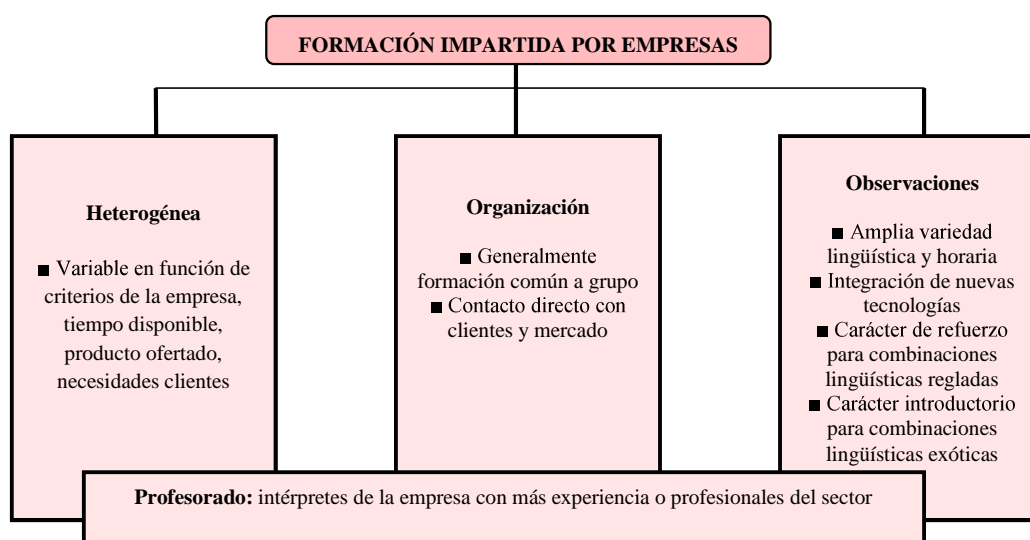 FORMACIÓN IMPARTIDA POR EMPRESAS
Heterogénea
■ Variable en función de
criterios de la empresa,
tiempo disponible,
producto ofertado,
necesidades clientes
Organización
■ Generalmente
formación común a grupo
■ Contacto directo con
clientes y mercado
Observaciones
■ Amplia variedad
lingüística y horaria
■ Integración de nuevas
tecnologías
■ Carácter de refuerzo
para combinaciones
lingüísticas regladas
■ Carácter introductorio
para combinaciones
lingüísticas exóticas
Profesorado: intérpretes de la empresa con más experiencia o profesionales del sector